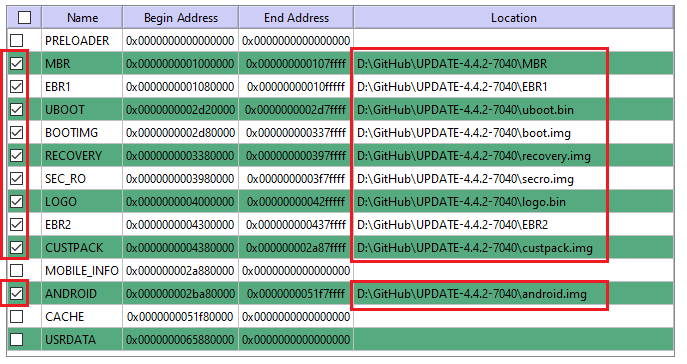 Name Begin Address End Address Location
PRELOADER 0x0000000000000000 0x0000000000000000
MBR 0x0000000001000000 0x000000000107ffff D:\GitHub\UPDATE-4.4.2-7040\MBR
EBR1 0x0000000001080000 0x00000000010fffff D:\GitHub\UPDATE-4.4.2-7040\EBR1
UBOOT 0x0000000002d20000 0x0000000002d7ffff D:\GitHub\UPDATE-4.4.2-7040\uboot.bin
BOOTIMG 0x0000000002d80000 0x000000000337ffff D:\GitHub\UPDATE-4.4.2-7040\boot.img
RECOVERY 0x0000000003380000 0x000000000397ffff D:\GitHub\UPDATE-4.4.2-7040\recovery.img
SEC_RO 0x0000000003980000 0x0000000003f7ffff D:\GitHub\UPDATE-4.4.2-7040\secro.img
LOGO 0x0000000004000000 0x00000000042fffff D:\GitHub\UPDATE-4.4.2-7040\logo.bin
EBR2 0x0000000004300000 0x000000000437ffff D:\GitHub\UPDATE-4.4.2-7040\EBR2
CUSTPACK 0x0000000004380000 0x000000002a87ffff D:\GitHub\UPDATE-4.4.2-7040\custpack.img
MOBILE_INFO 0x000000002a880000 0x0000000000000000
ANDROID 0x000000002ba80000 0x0000000051f7ffff D:\GitHub\UPDATE-4.4.2-7040\android.img
CACHE 0x0000000051f80000 0x0000000000000000
USRDATA 0x0000000065880000 0x0000000000000000